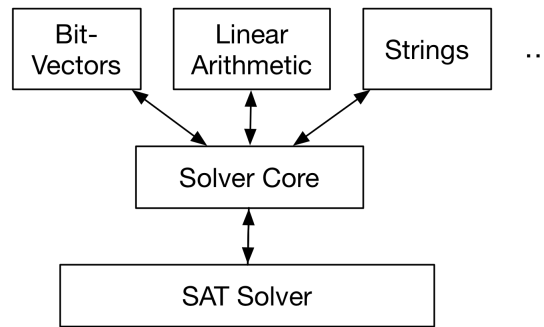 Bit-
Vectors
Linear
Arithmetic
Strings
..
Solver Core
SAT Solver